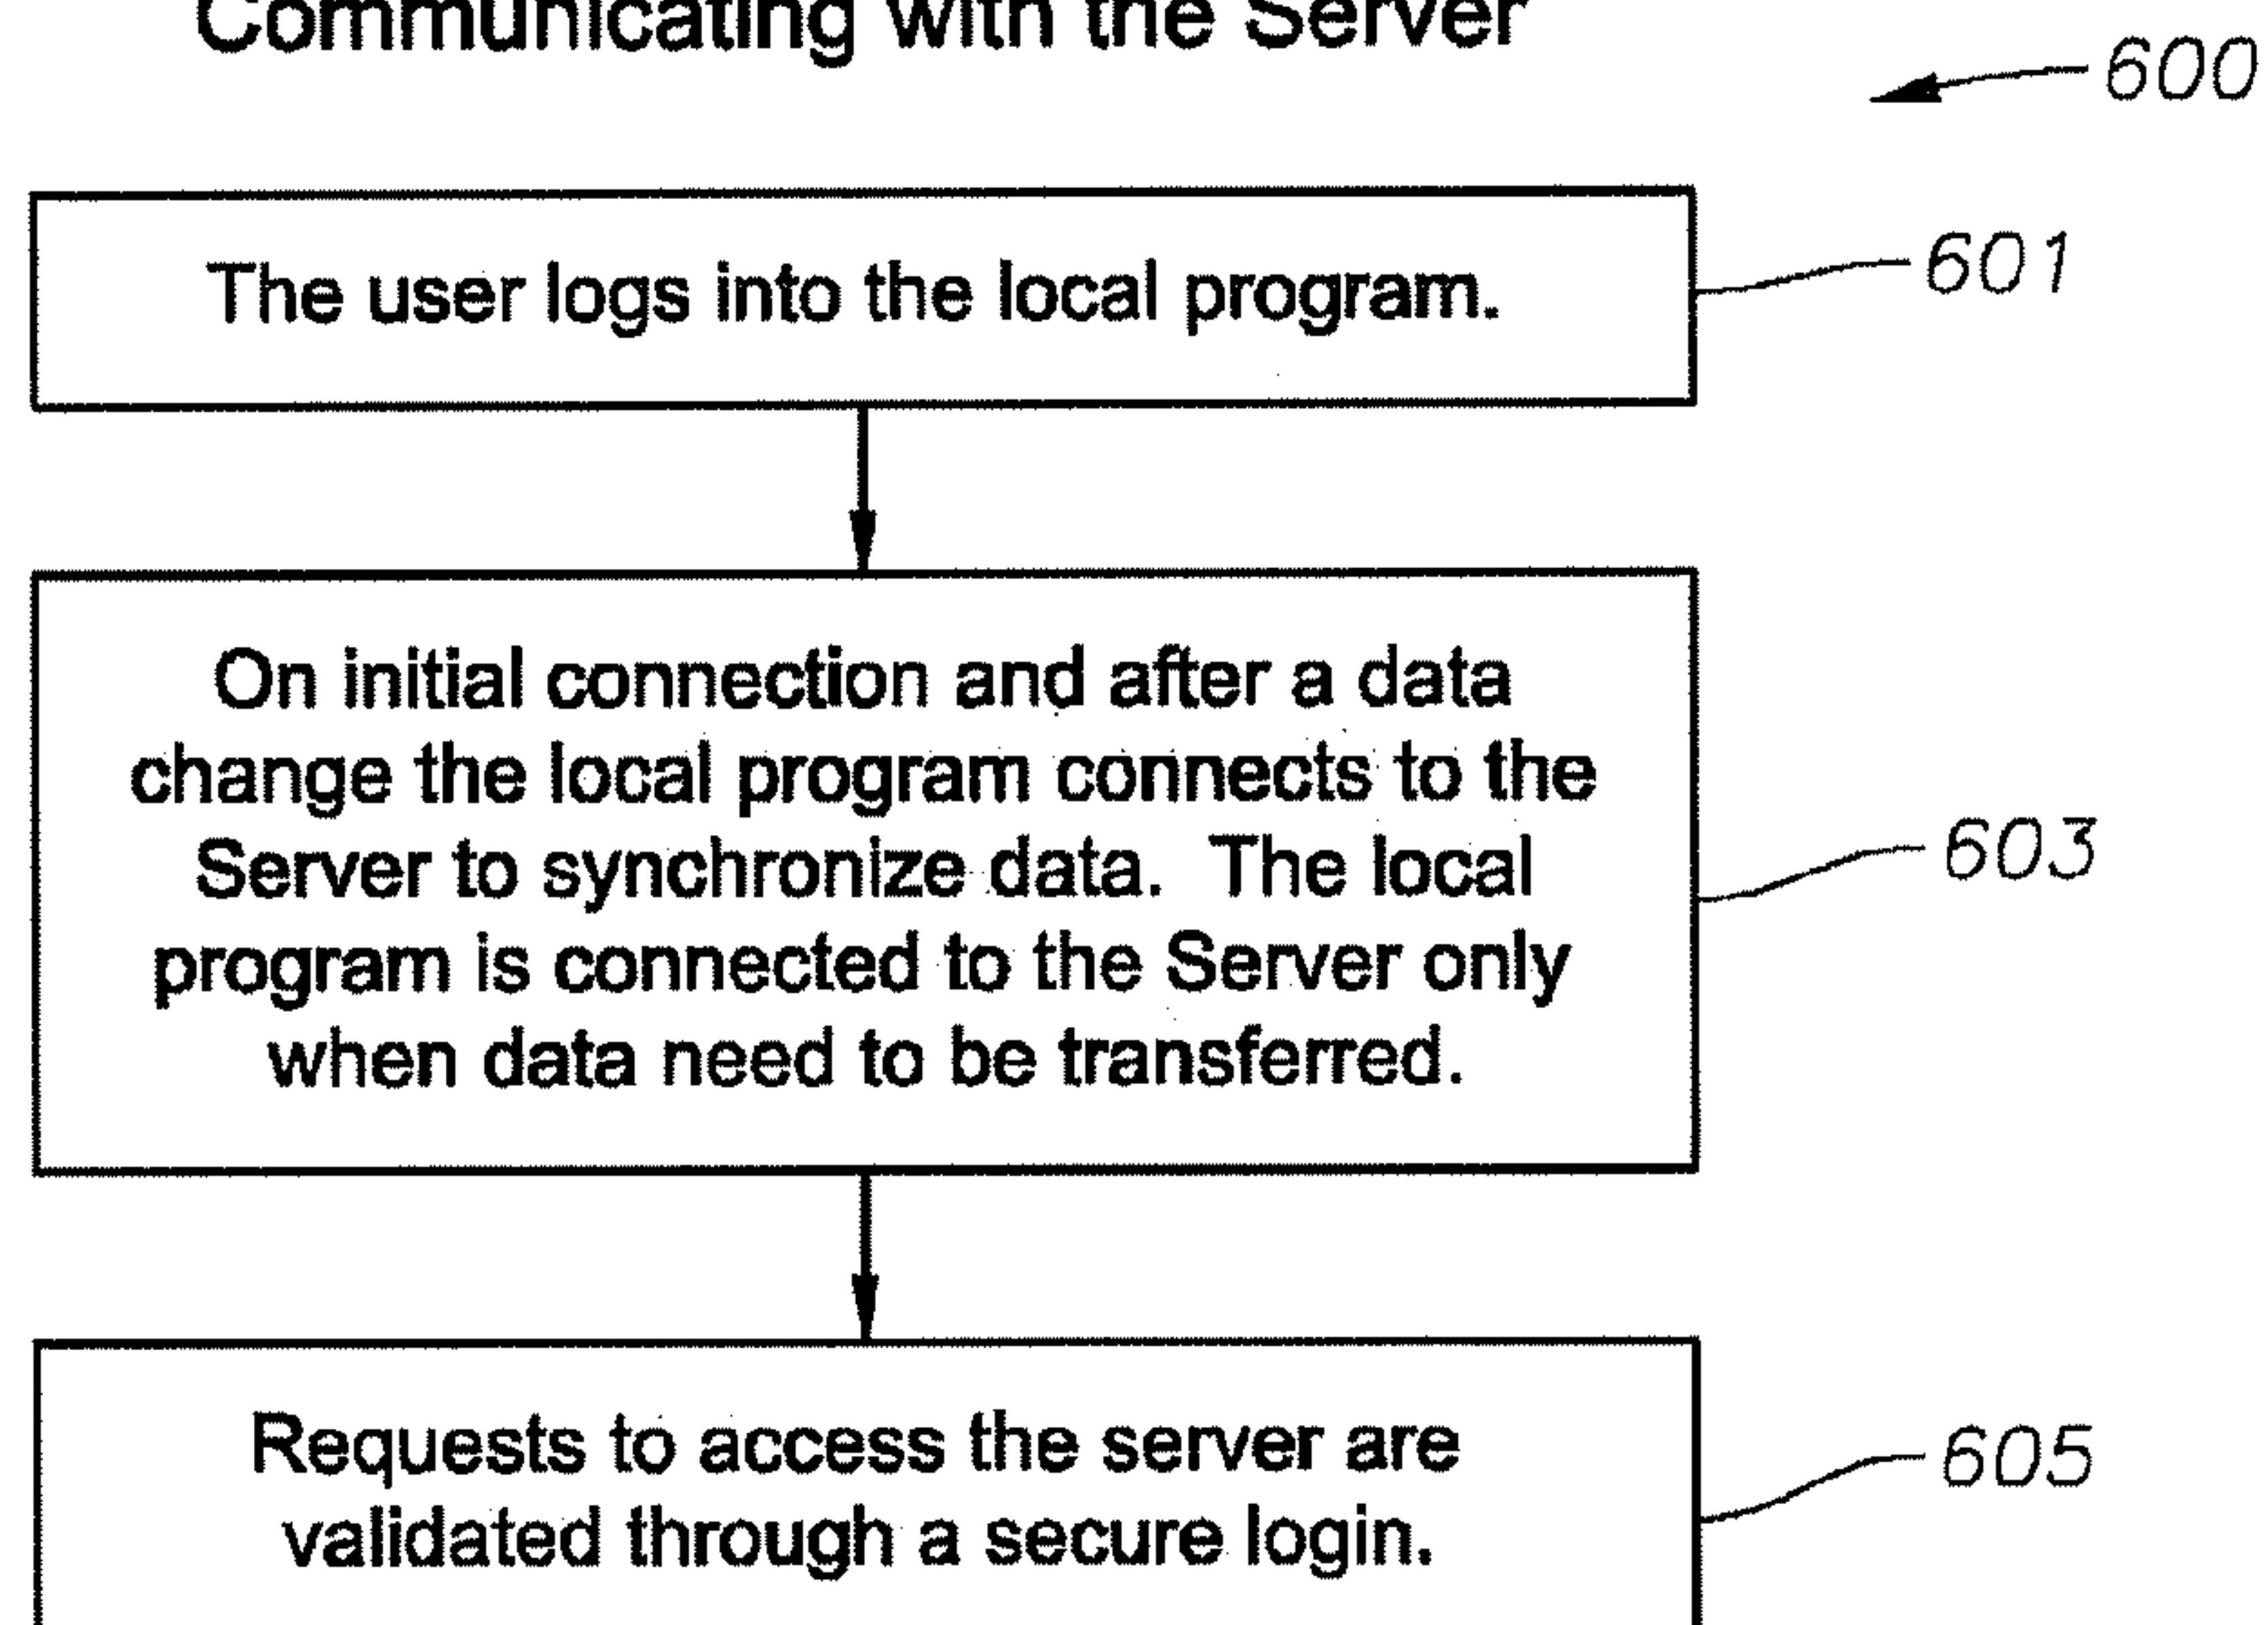 Communicating with the Server
600
The user logs into the local program.
601
On initial connection and after a data
change the local program connects to the
Server to synchronize data. The local
program is connected to the Server only
when data need to be transferred.
603
Requests to access the server are
validated through a secure login.
605